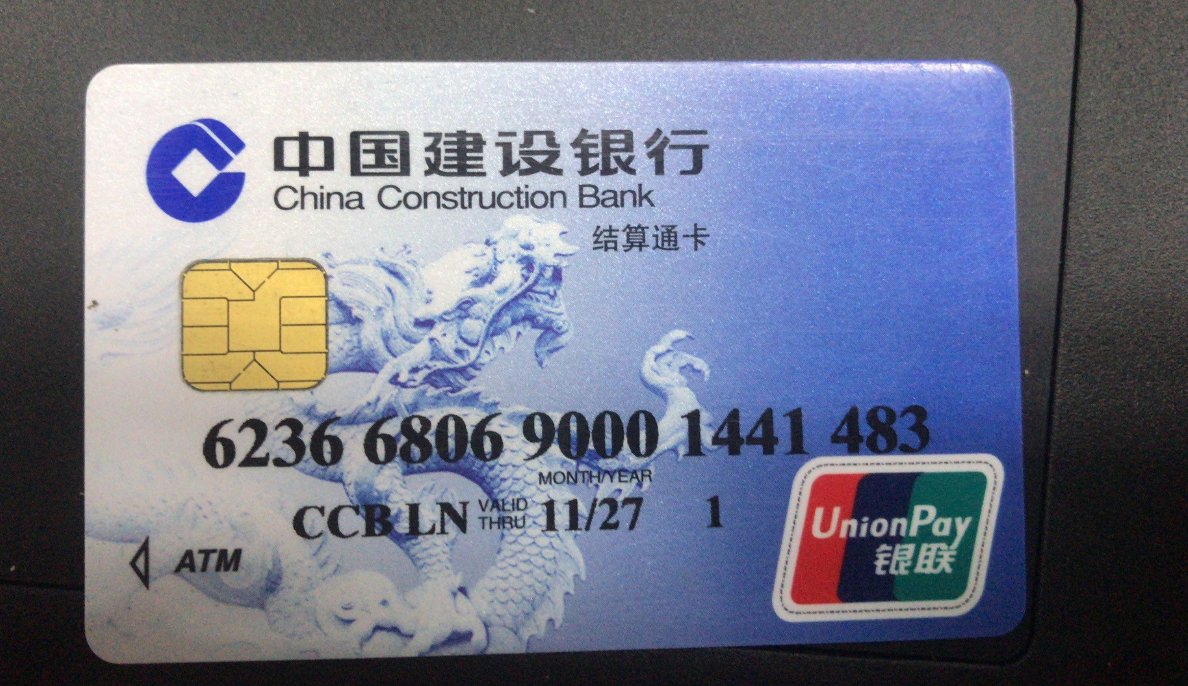 中国建设银行
China Construction Bank
结算通卡
6236 6806 9000 1441 483
MONTH/YEAR
CCB LN VALID THRU 11/27 1
ATM
UnionPay
银联